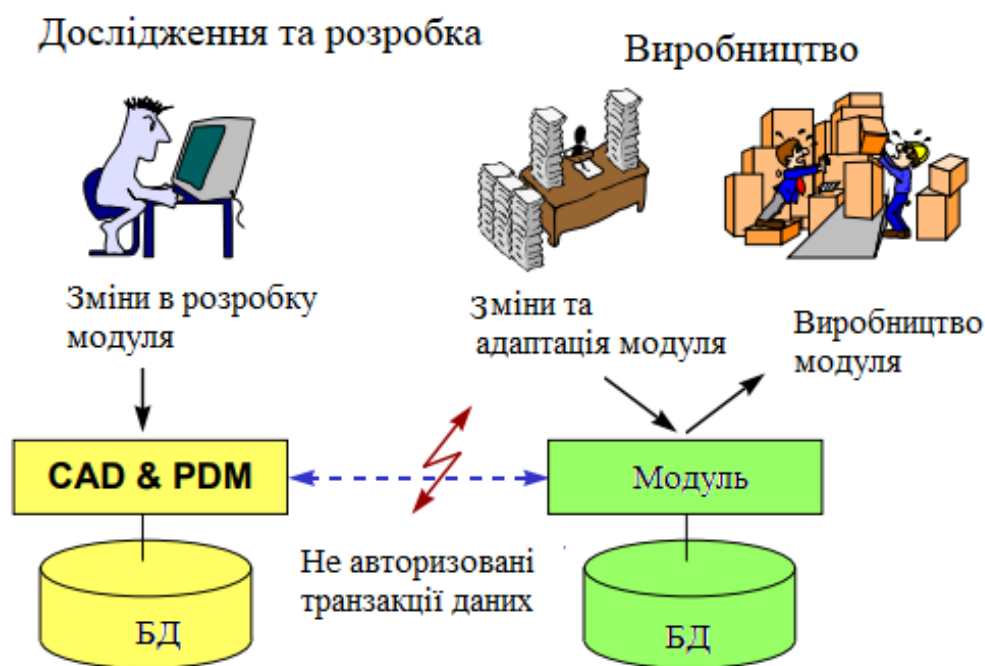 Дослідження та розробка
Виробництво
Зміни в розробку
модуля
Зміни та
адаптація модуля
Виробництво
модуля
CAD & PDM
Модуль
Не авторизовані
транзакції даних
БД
БД